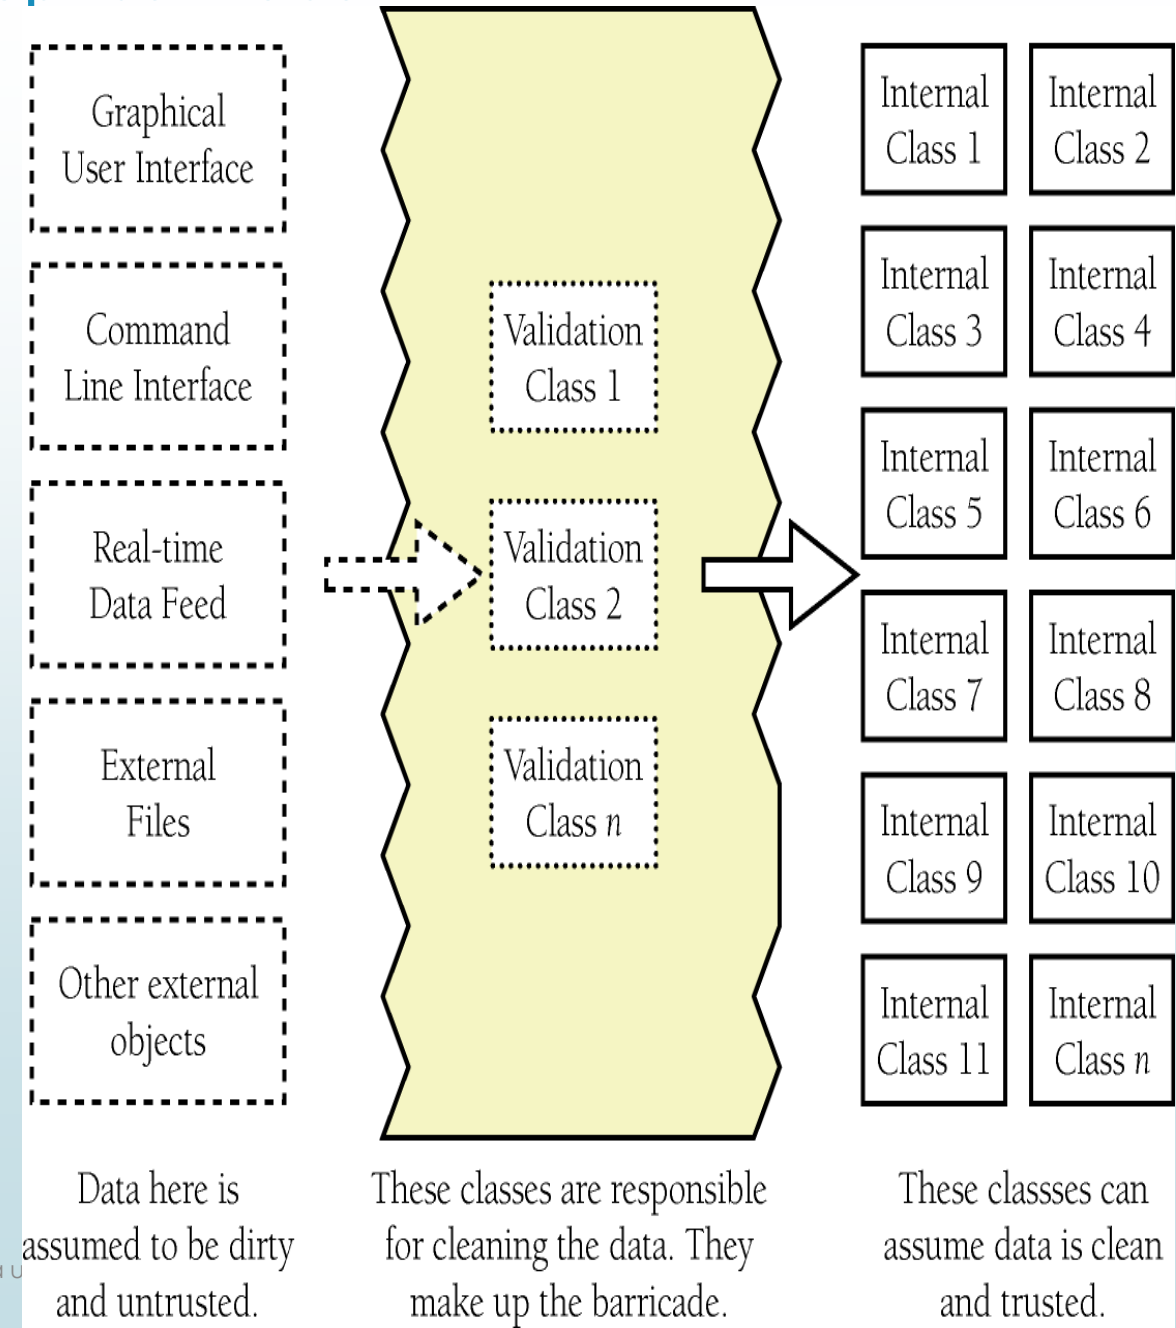 Graphical
User Interface
Command
Line Interface
Real-time
Data Feed
External
Files
Other external
objects
Data here is
assumed to be dirty
and untrusted.
Validation
Class 1
Validation
Class 2
Validation
Class n
These classes are responsible
for cleaning the data. They
make up the barricade.
Internal
Class 1
Internal
Class 2
Internal
Class 3
Internal
Class 4
Internal
Class 5
Internal
Class 6
Internal
Class 7
Internal
Class 8
Internal
Class 9
Internal
Class 10
Internal
Class 11
Internal
Class n
These classses can
assume data is clean
and trusted.